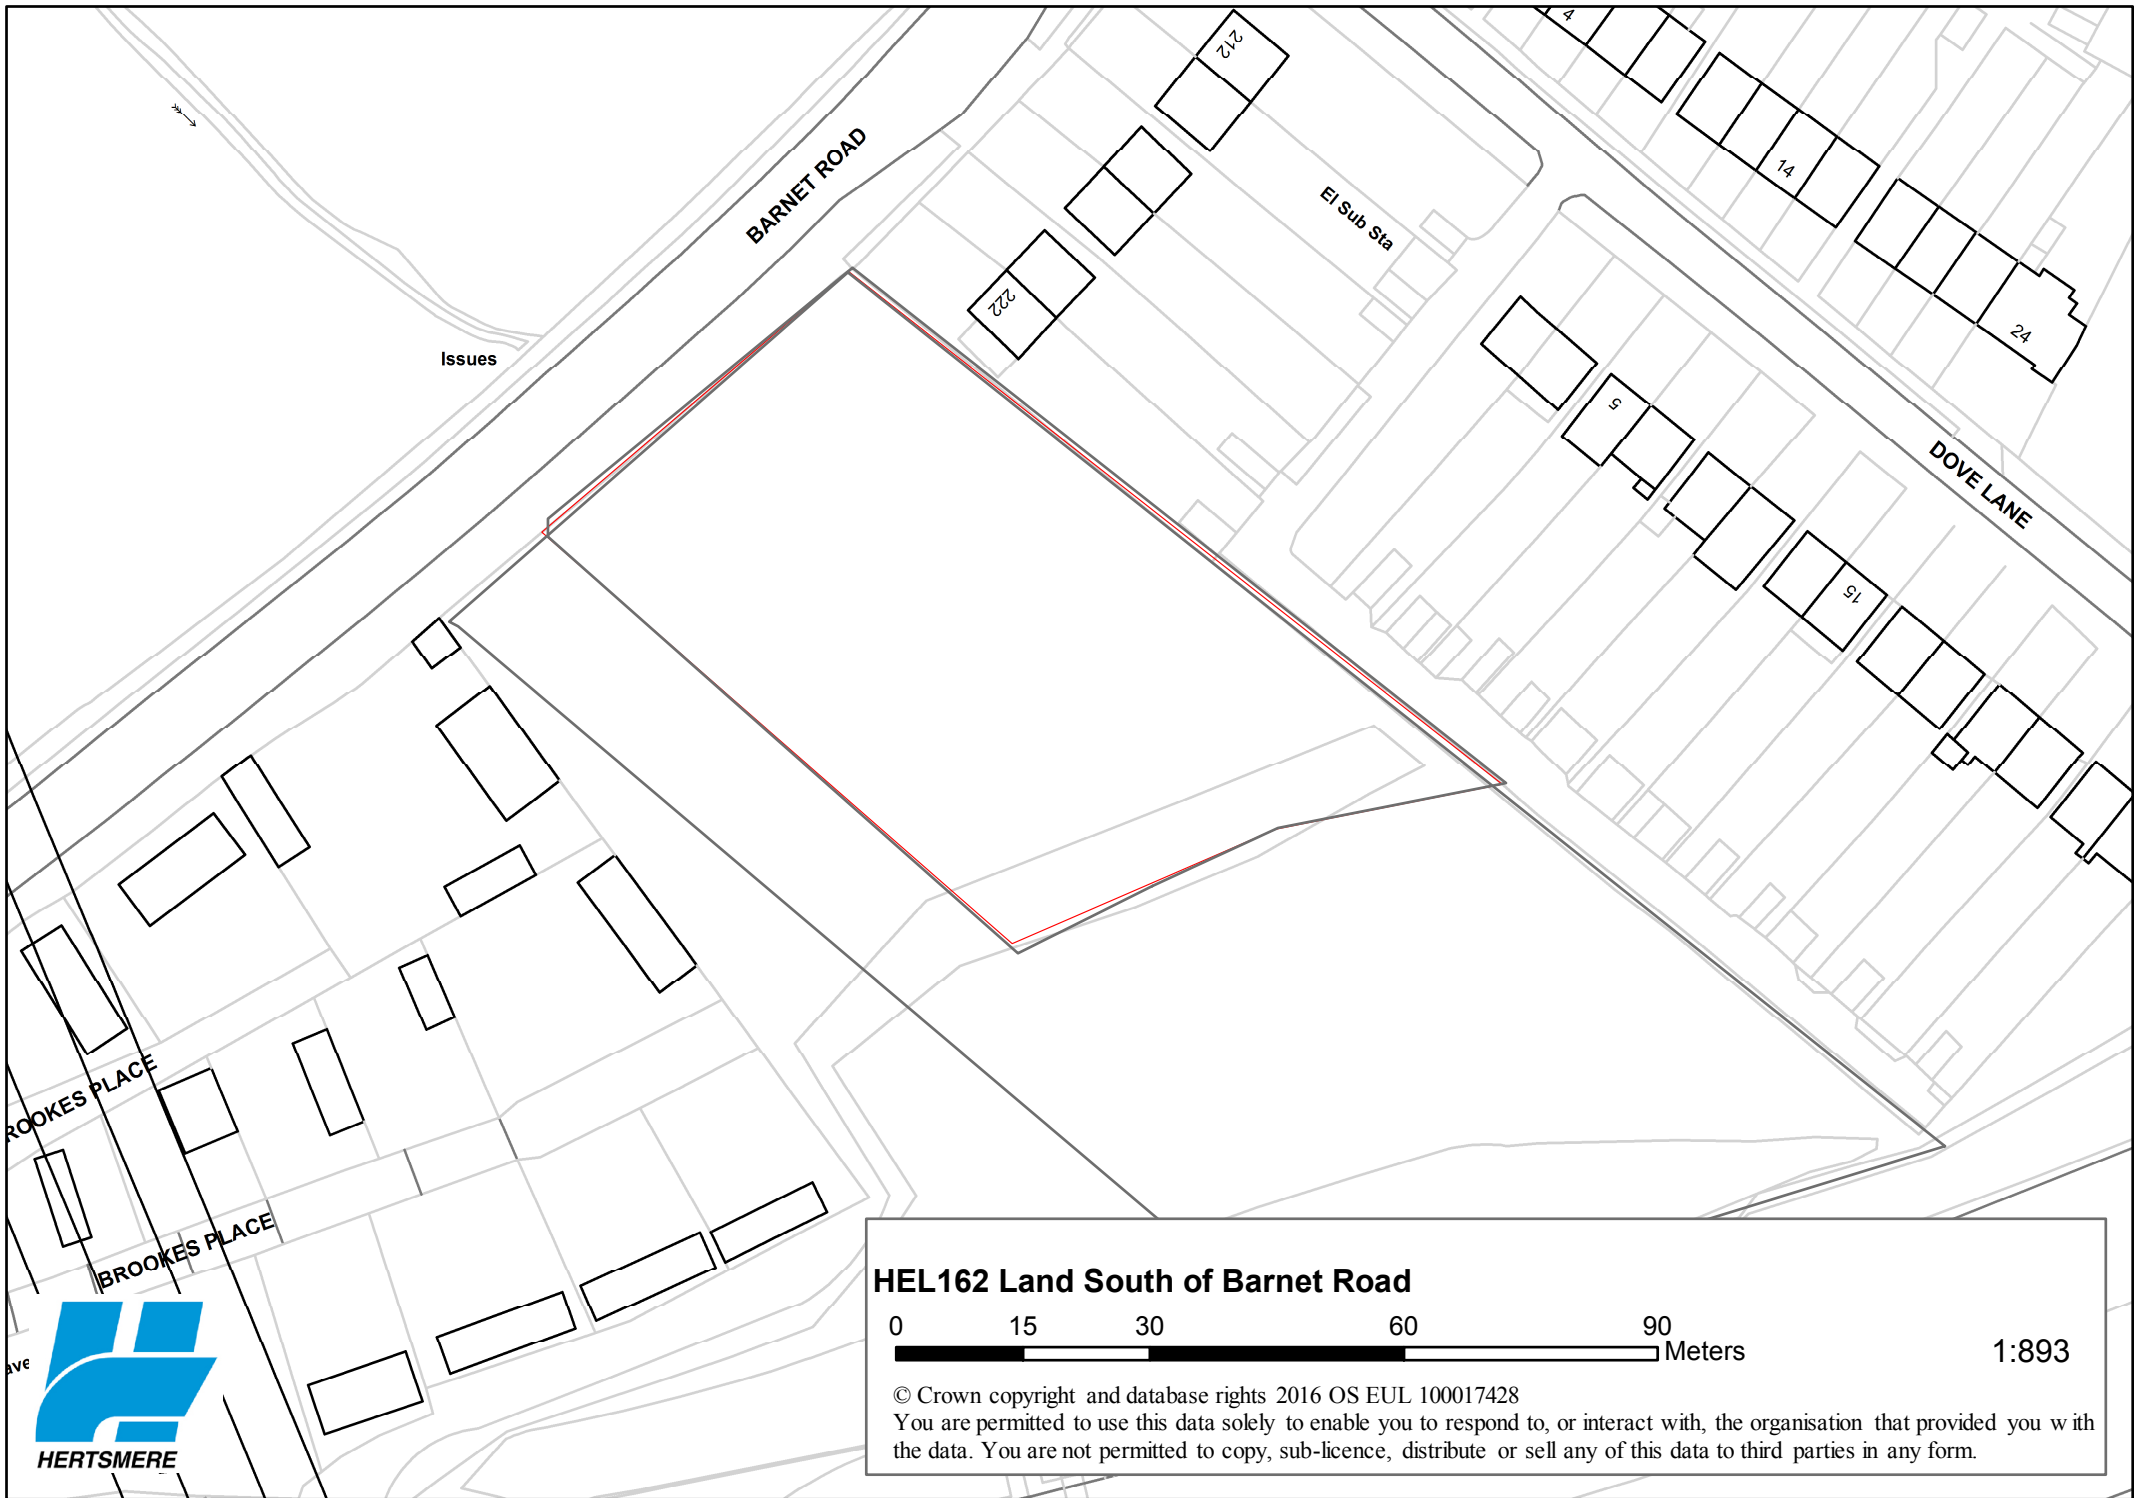 4
212
BARNET ROAD
14
El Sub Sta
222
24
Issues
5
DOVE LANE
15
ROOKES PLACE
BROOKES PLACE
ave
HERTSMERE
HEL162 Land South of Barnet Road
0 15 30 60 90
Meters
1:893
© Crown copyright and database rights 2016 OS EUL 100017428
You are permitted to use this data solely to enable you to respond to, or interact with, the organisation that provided you with
the data. You are not permitted to copy, sub-licence, distribute or sell any of this data to third parties in any form.